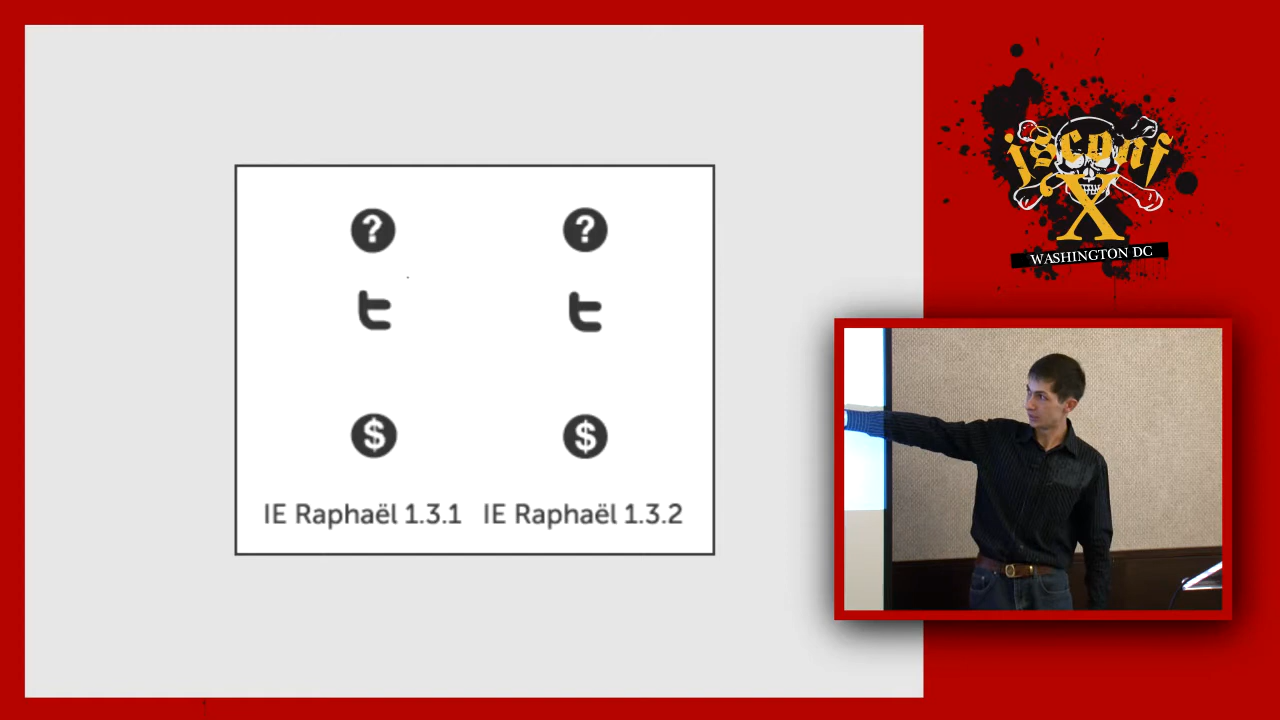 ?
?
t
t
$
$
IE Raphaël 1.3.1
IE Raphaël 1.3.2
jsconf
X
WASHINGTON DC